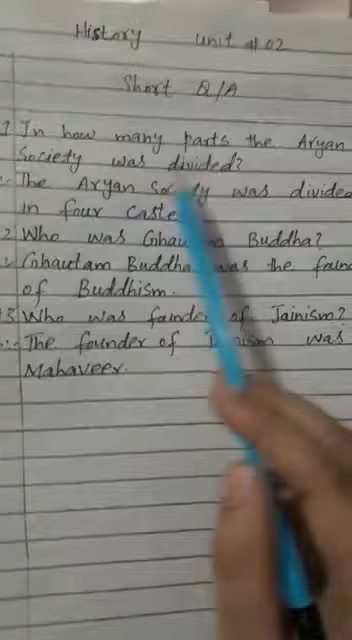 History unit # 02
Short Q/A
1 In how many parts the Aryan
Society was divided?
The Aryan was divide
in four Caste
2 Who was Buddha?
Ghautam Buddha was the foun
of Buddhism.
3 Who was of Jainism?
The founder of was
Mahaveer.